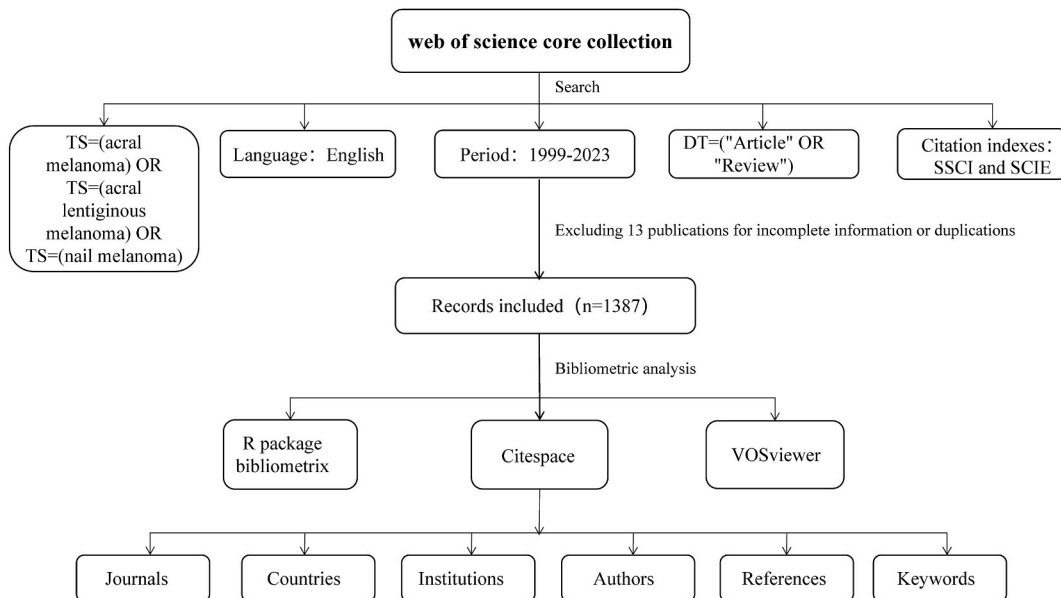 web of science core collection
Search
TS=(acral
melanoma) OR
TS=(acral
lentiginous
melanoma) OR
TS=(nail melanoma)
Language：English
Period：1999-2023
DT=("Article" OR
"Review")
Citation indexes：
SSCI and SCIE
Excluding 13 publications for incomplete information or duplications
Records included（n=1387）
Bibliometric analysis
R package
bibliometrix
Citespace
VOSviewer
Journals
Countries
Institutions
Authors
References
Keywords